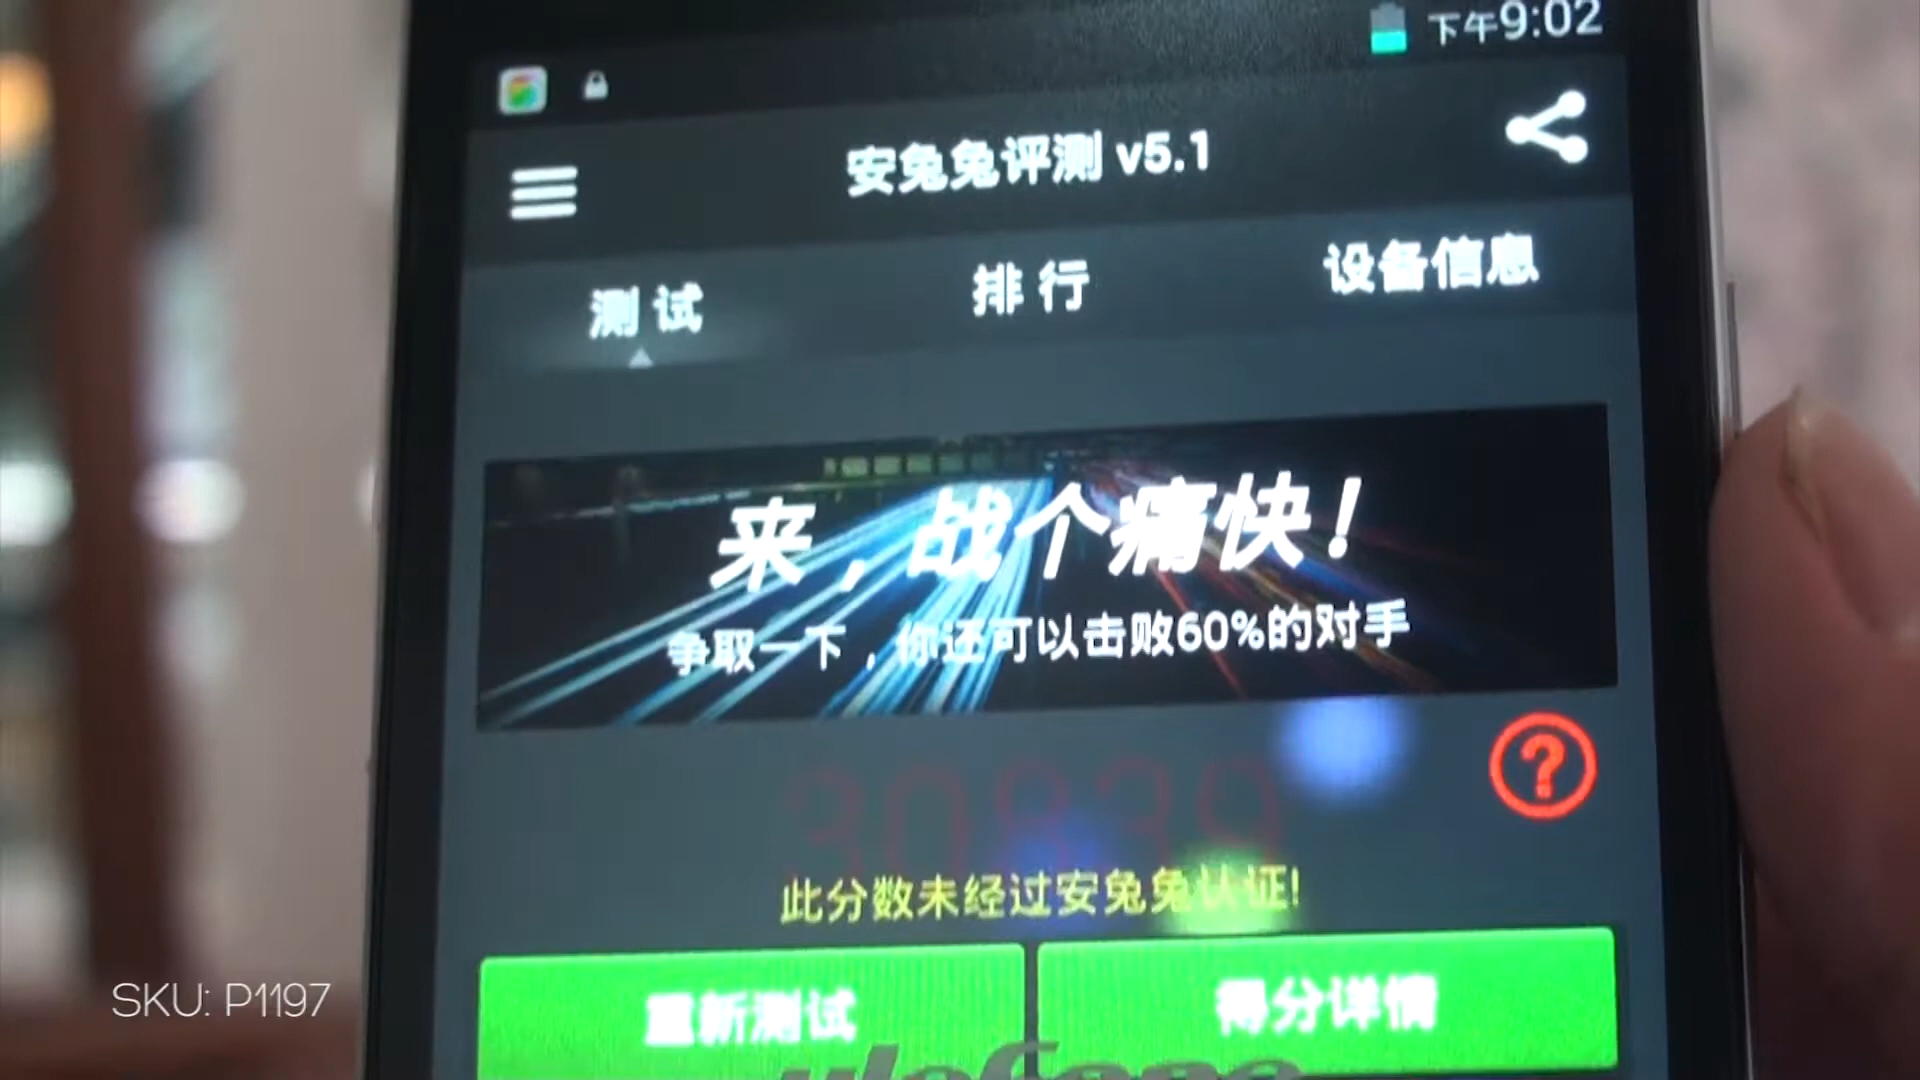 下午9:02
安兔兔评测 v5.1
测试
排行
设备信息
来，战个痛快！
争取一下，你还可以击败60%的对手
30839
此分数未经过安兔兔认证!
重新测试
得分详情
SKU: P1197